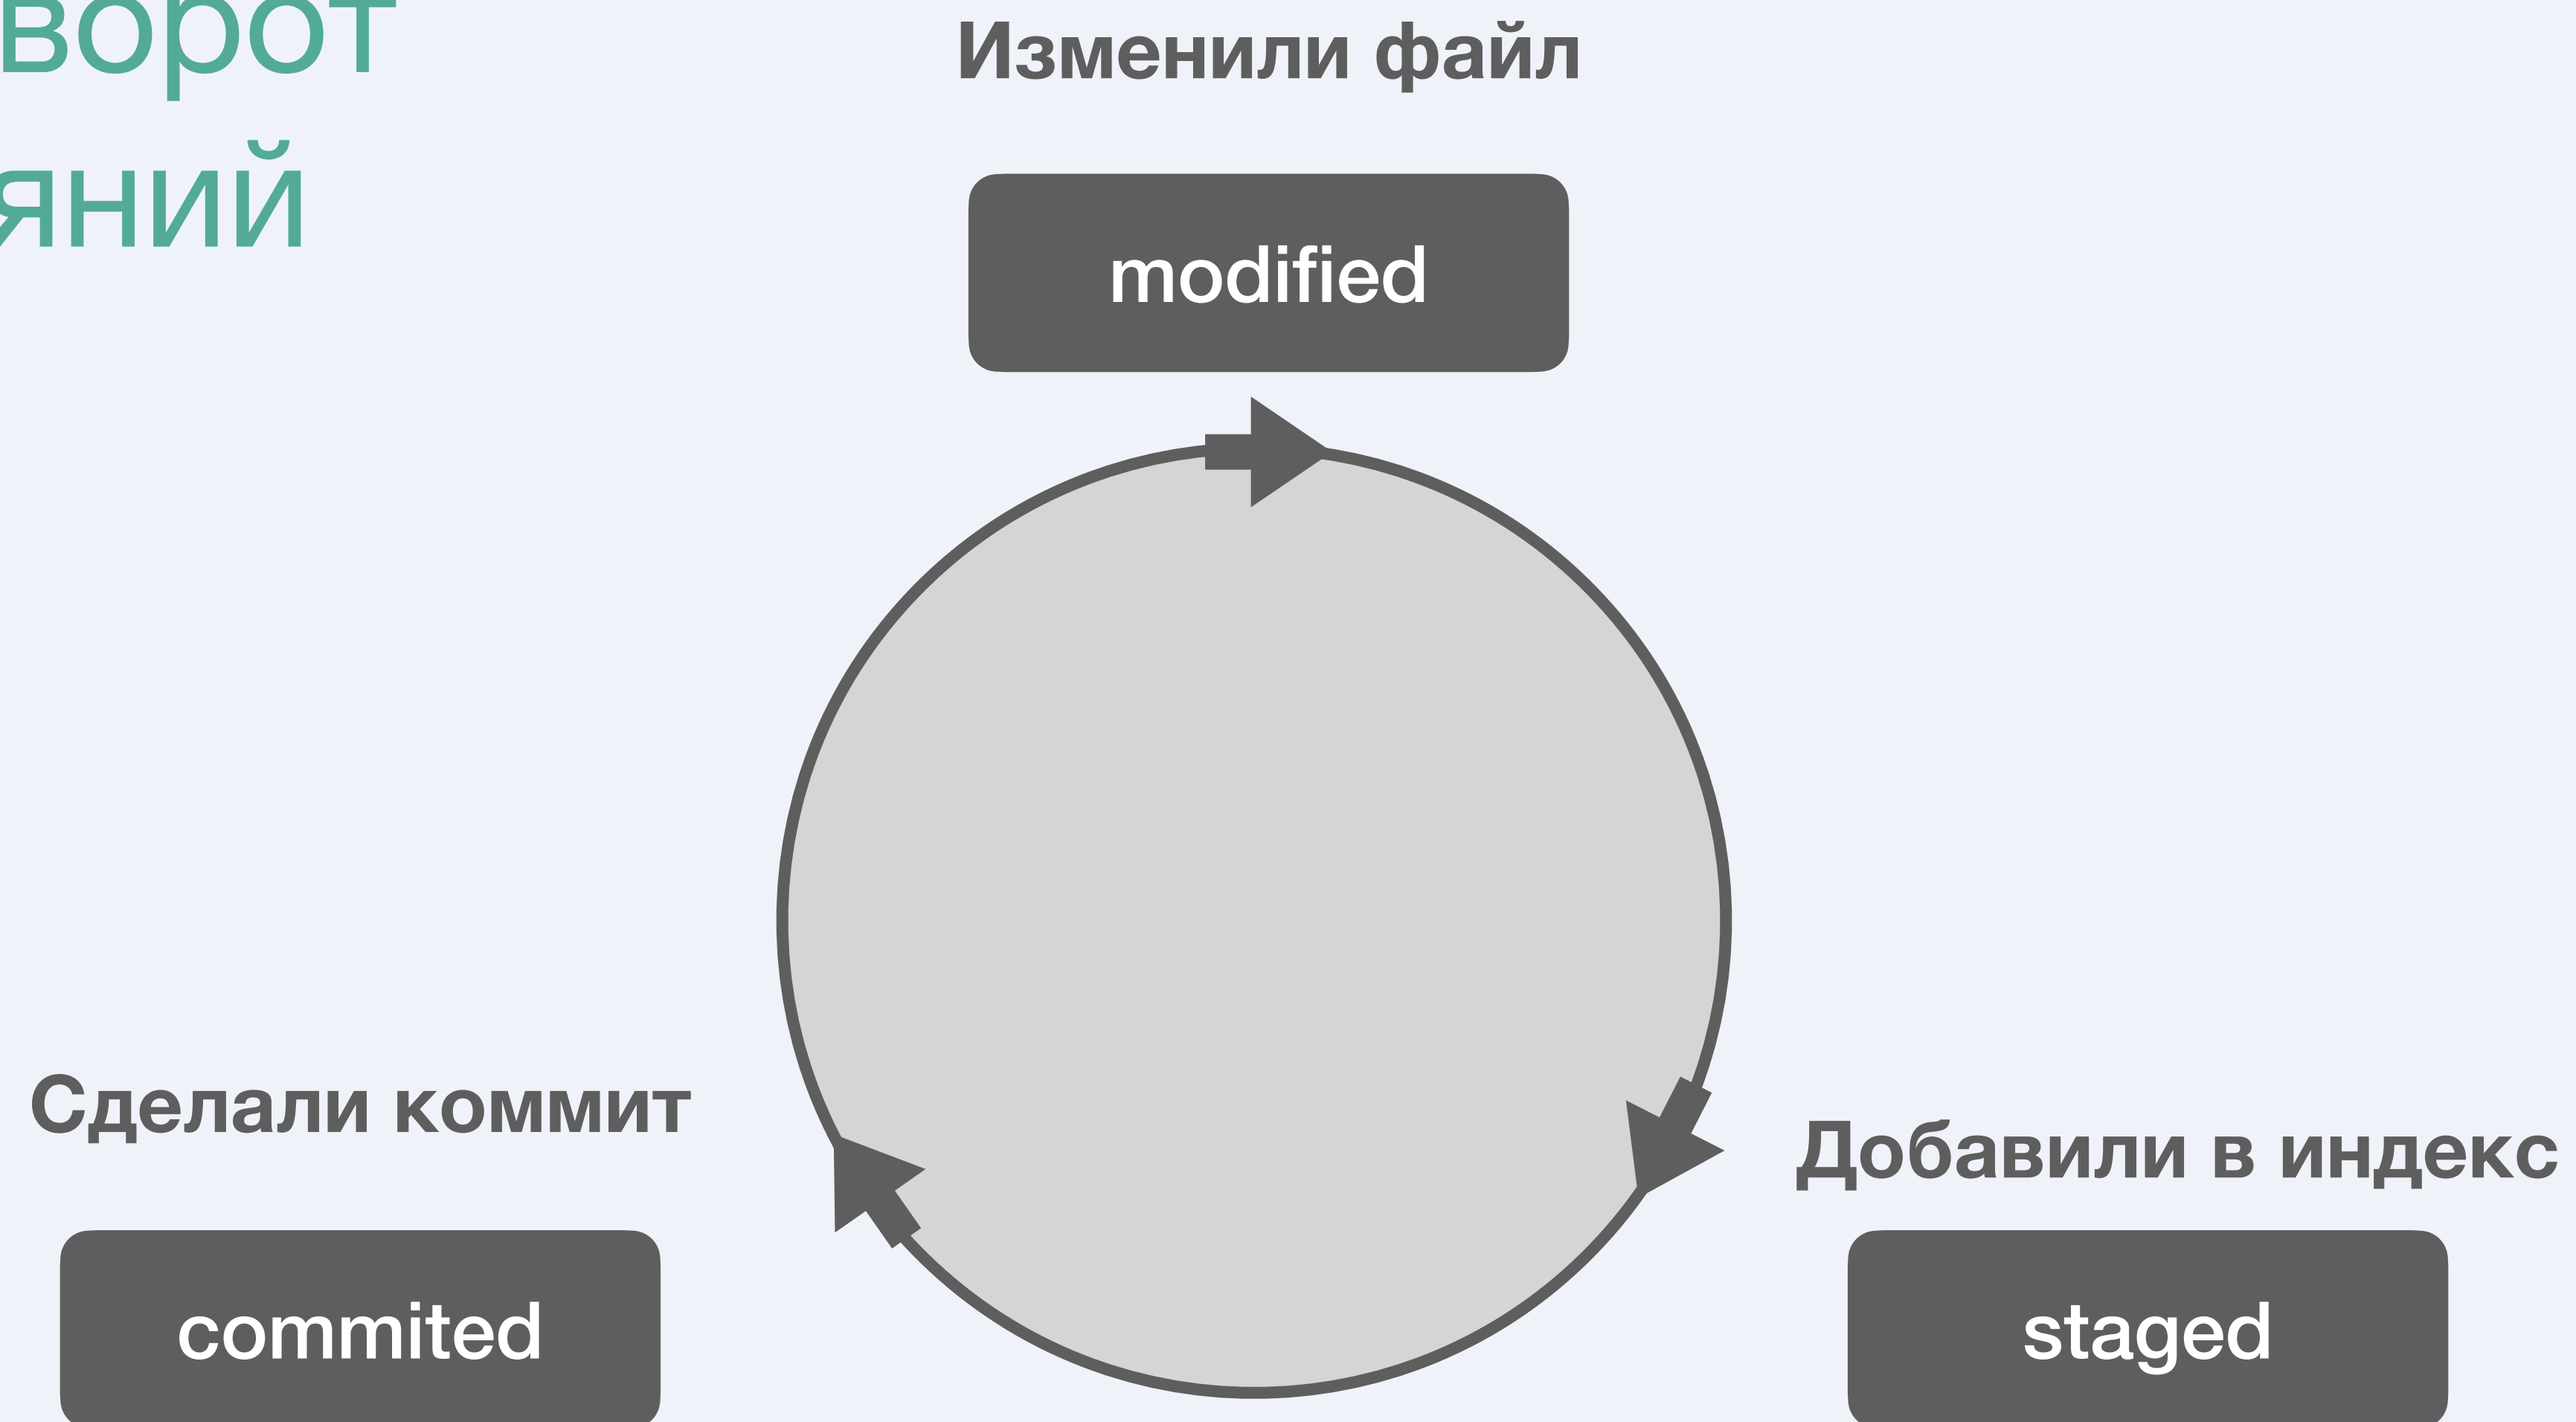 ворот
яний
Изменили файл
modified
Сделали коммит
commited
Добавили в индекс
staged